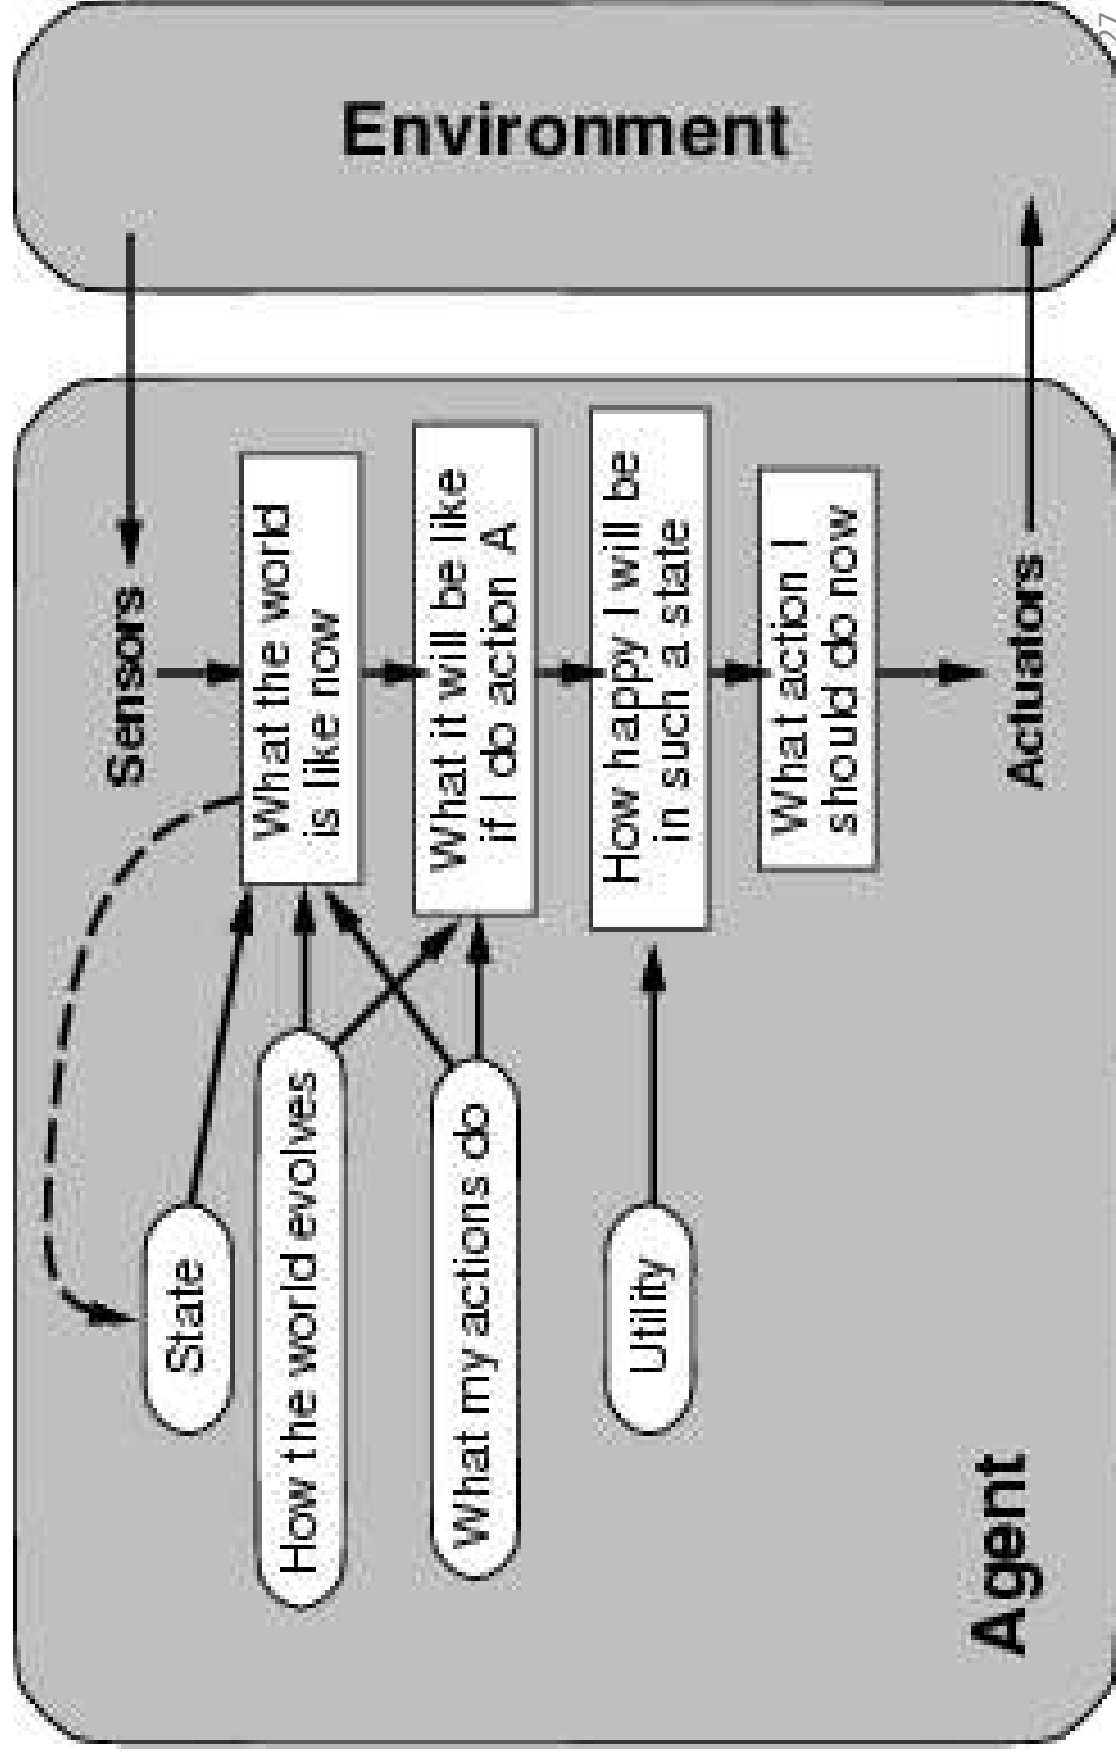 Sensors
State
What the world
is like now
How the world evolves
What it will be like
if I do action A
What my actions do
How happy I will be
in such a state
Utility
What action I
should do now
Agent
Actuators
Environment
27